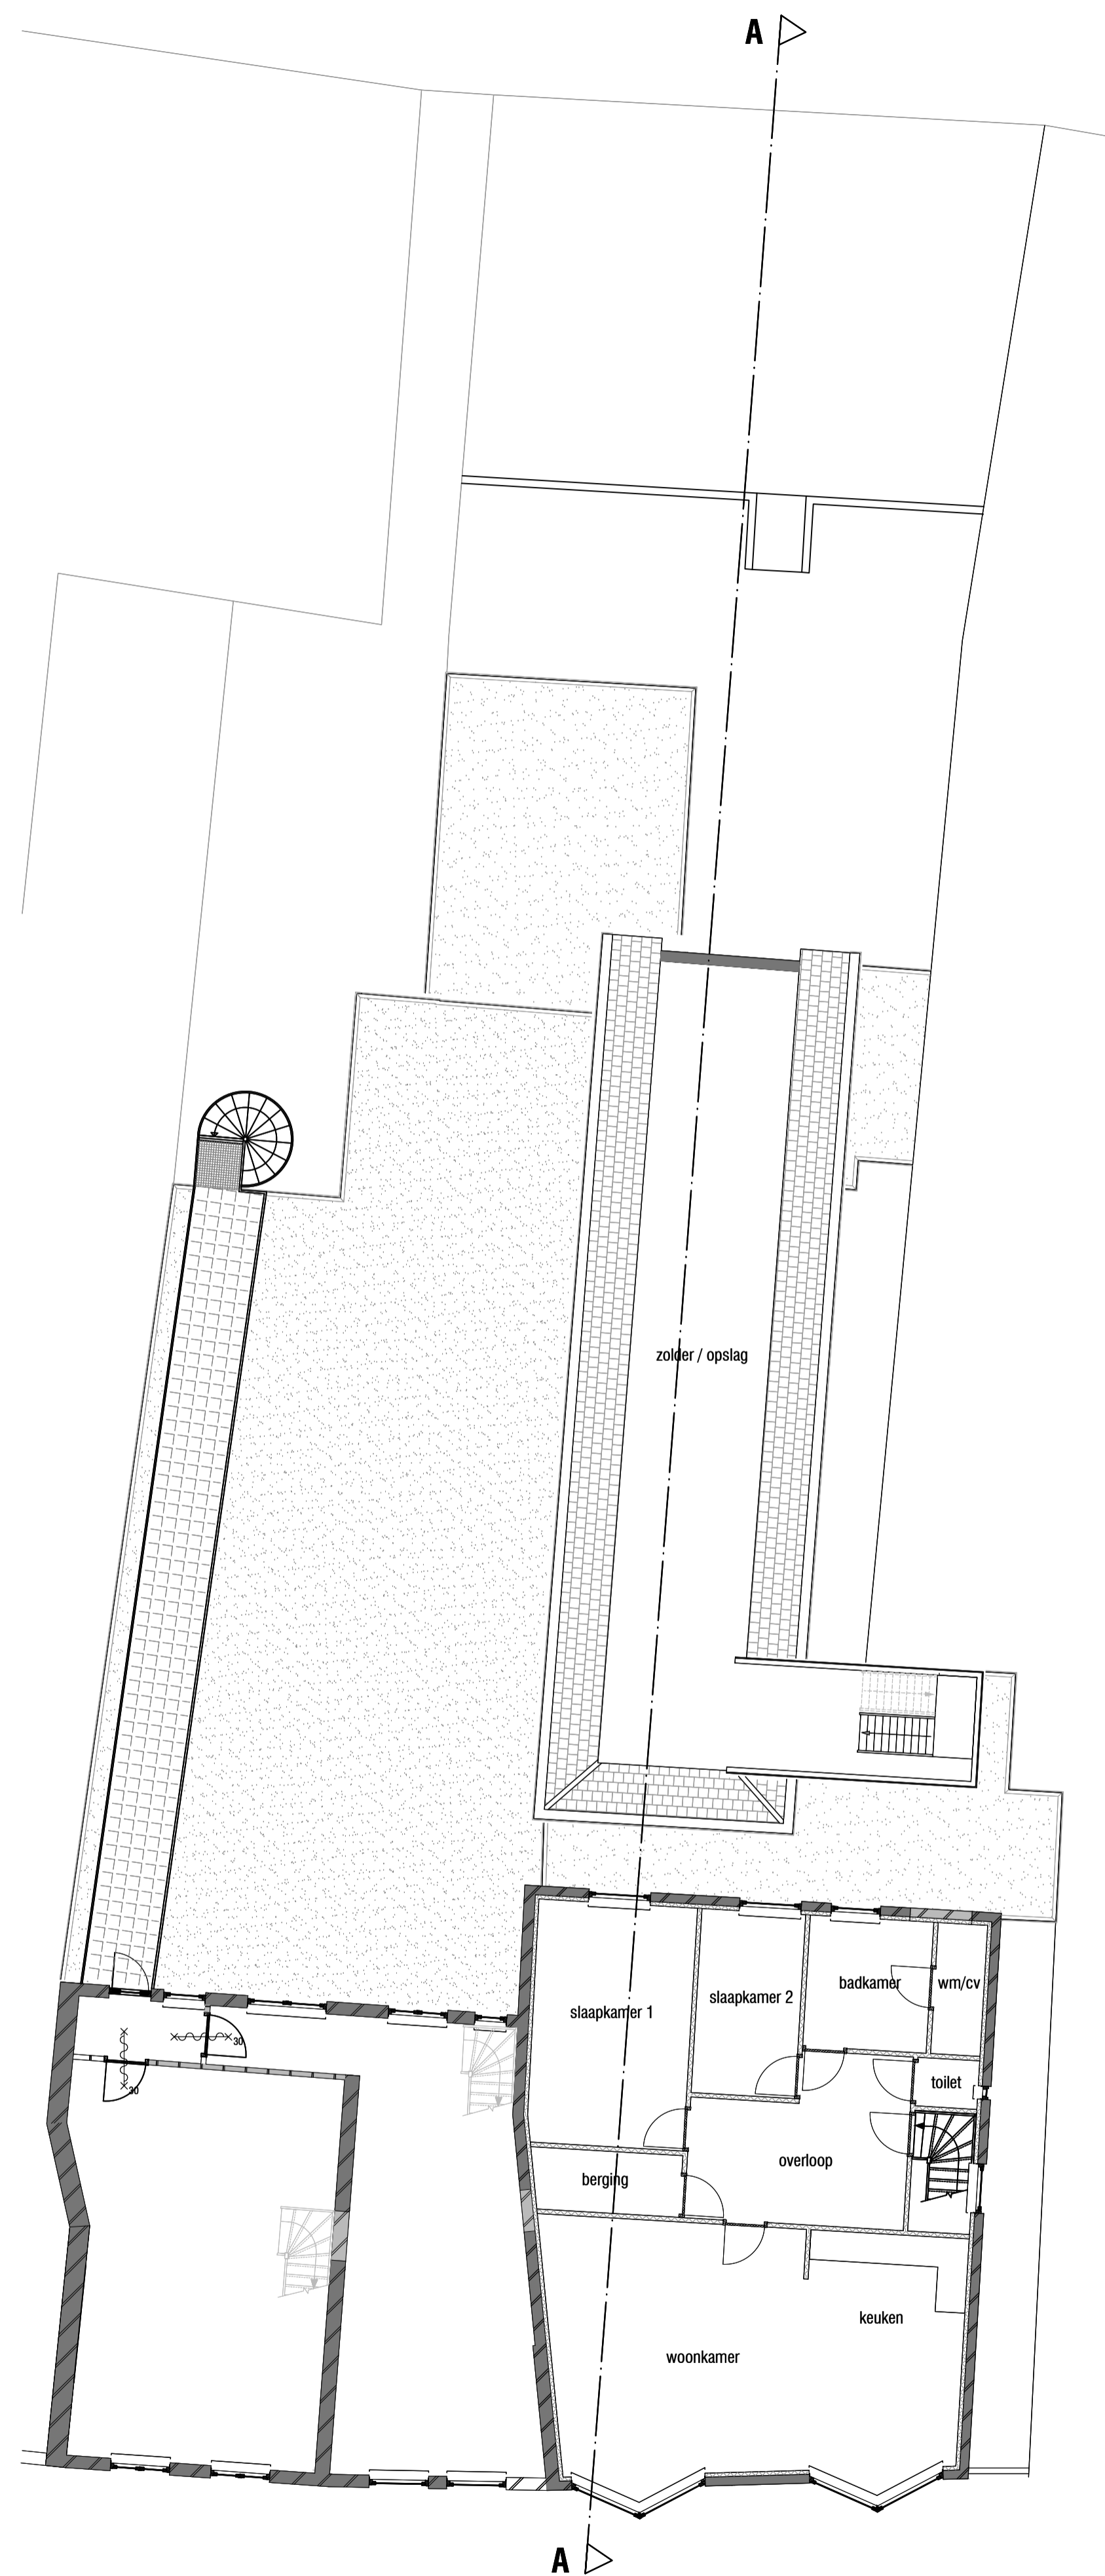 A
zolder / opslag
badkamer
wm/cv
slaapkamer 2
slaapkamer 1
30
30
toilet
overloop
berging
keuken
woonkamer
A